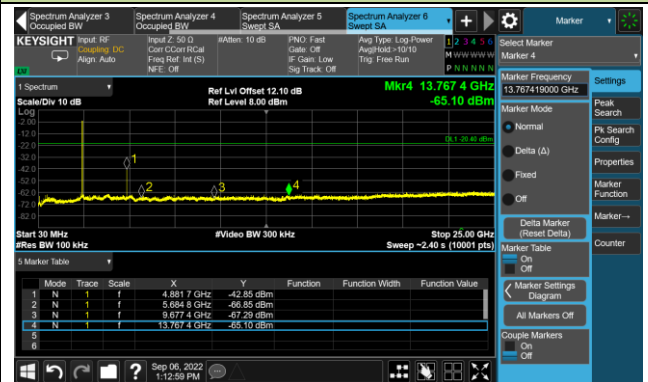 Spectrum Analyzer 3
Occupied BW
Spectrum Analyzer 4
Occupied BW
Spectrum Analyzer 5
Swept SA
Spectrum Analyzer 6
Swept SA
Marker
KEYSIGHT
Input: RF
Coupling: DC
Align: Auto
Input Z: 50 Ω
Corr CCorr RCal
Freq Ref: Int (S)
NFE: Off
#Atten: 10 dB
PNO: Fast
Gate: Off
IF Gain: Low
Sig Track: Off
Avg Type: Log-Power
Avg|Hold:>10/10
Trig: Free Run
1 2 3 4 5 6
M W W W W W
P N N N N N
Select Marker
Marker 4
1 Spectrum
Scale/Div 10 dB
Log
Ref Lvl Offset 12.10 dB
Ref Level 8.00 dBm
Mkr4 13.767 4 GHz
-65.10 dBm
-2.00
-12.0
-22.0
-32.0
-42.0
-52.0
-62.0
-72.0
-82.0
DL1 -20.40 dBm
1
2
3
4
Start 30 MHz
#Res BW 100 kHz
#Video BW 300 kHz
Stop 25.00 GHz
Sweep ~2.40 s (10001 pts)
5 Marker Table
Mode Trace Scale X Y Function Function Width Function Value
1 N 1 f 4.881 7 GHz -42.85 dBm
2 N 1 f 5.684 8 GHz -66.85 dBm
3 N 1 f 9.677 4 GHz -67.29 dBm
4 N 1 f 13.767 4 GHz -65.10 dBm
5
6
Marker Frequency
13.767419000 GHz
Marker Mode
Normal
Delta (Δ)
Fixed
Off
Delta Marker
(Reset Delta)
Marker Table
On
Off
Marker Settings
Diagram
All Markers Off
Couple Markers
On
Off
Settings
Peak
Search
Pk Search
Config
Properties
Marker
Function
Marker→
Counter
Sep 06, 2022
1:12:59 PM